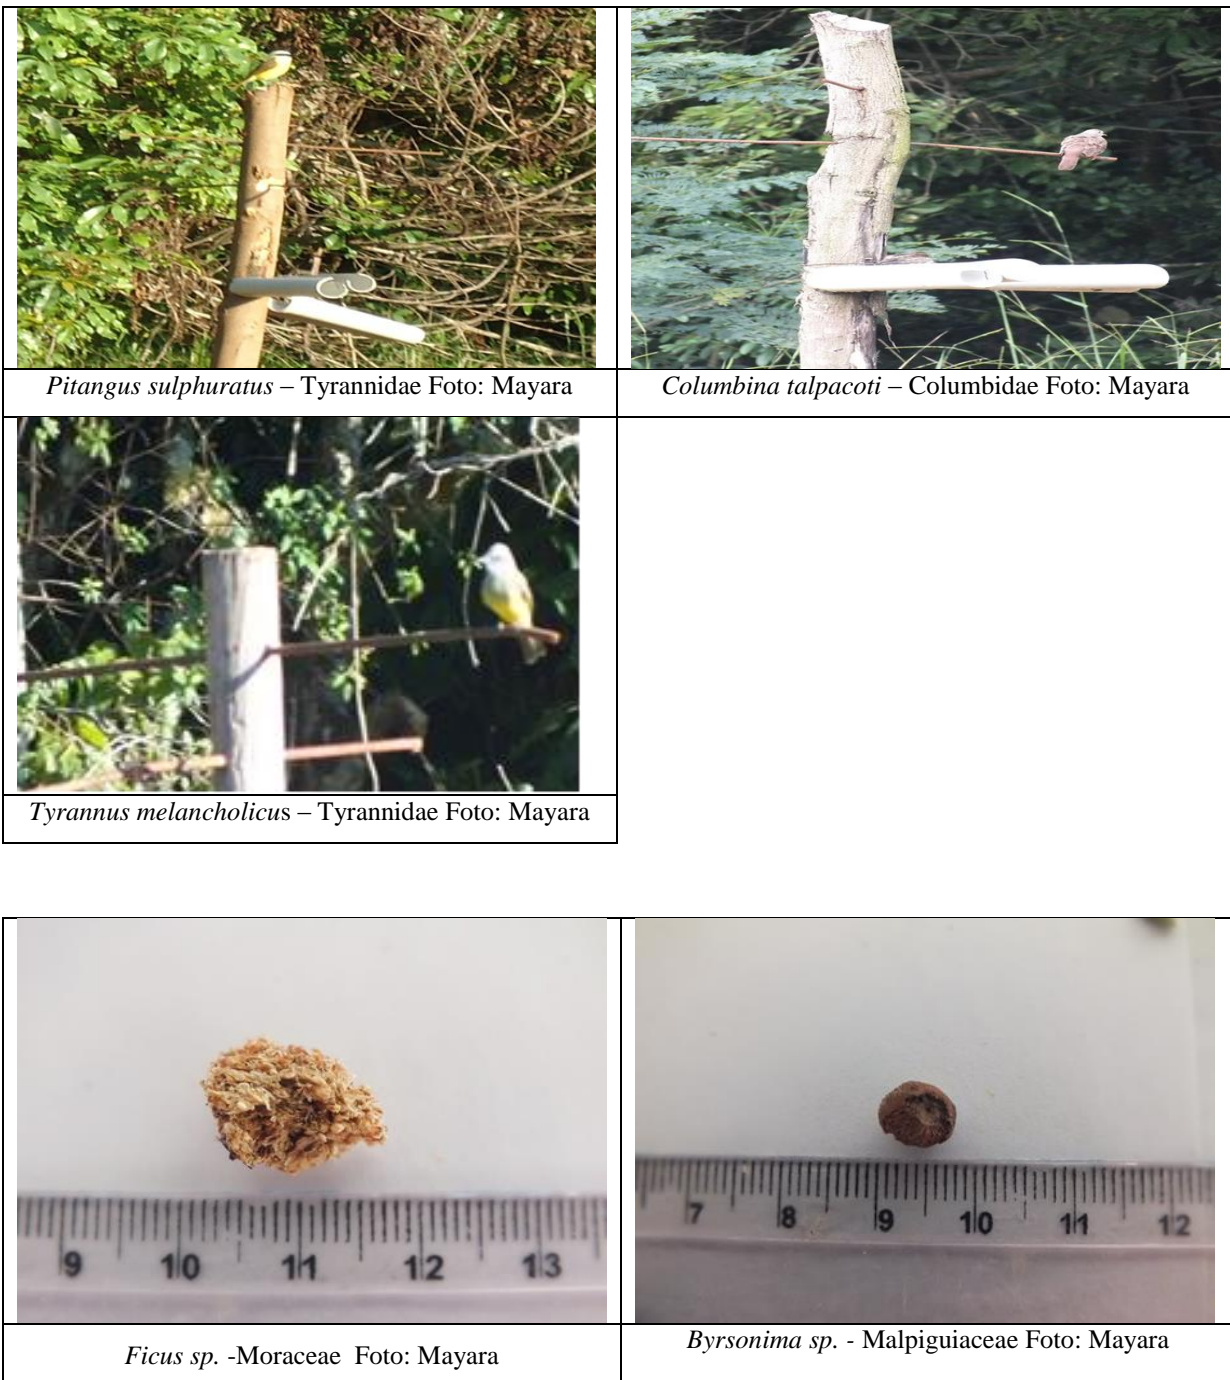 Pitangus sulphuratus – Tyrannidae Foto: Mayara
Columbina talpacoti – Columbidae Foto: Mayara
Tyrannus melancholicus – Tyrannidae Foto: Mayara
9 10 11 12 13
7 8 9 10 11 12
Ficus sp. -Moraceae  Foto: Mayara
Byrsonima sp. - Malpiguiaceae Foto: Mayara